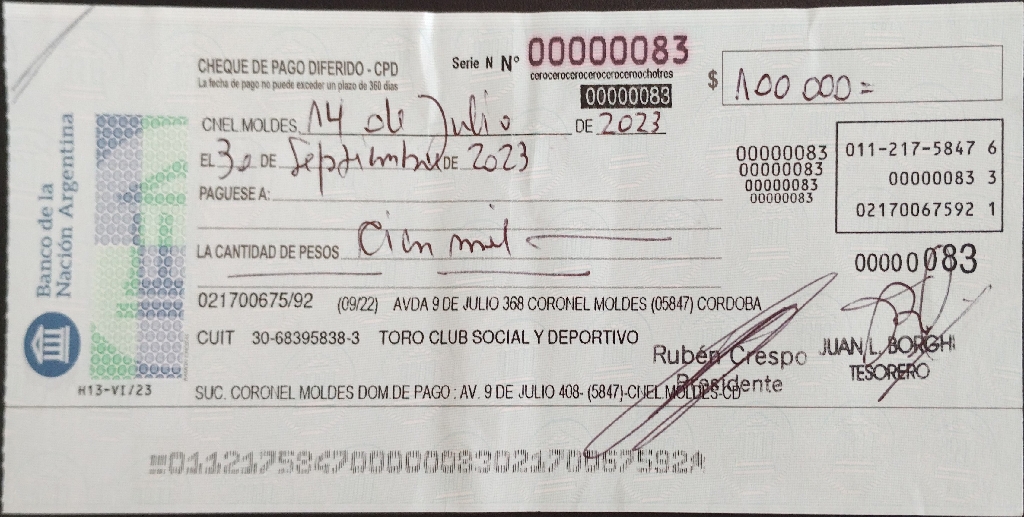 CHEQUE DE PAGO DIFERIDO - CPD
La fecha de pago no puede exceder un plazo de 360 días
Serie N Nº 00000083
cerocerocerocerocerocerochotres
00000083
$ 100 000=
CNEL.MOLDES, 14 de Julio DE 2023
EL 30 DE Septiembre DE 2023
PAGUESE A:
LA CANTIDAD DE PESOS Cien mil
00000083
00000083
00000083
00000083
011-217-5847 6
00000083 3
02170067592 1
00000083
021700675/92 (09/22) AVDA 9 DE JULIO 368 CORONEL MOLDES (05847) CORDOBA
CUIT 30-68395838-3 TORO CLUB SOCIAL Y DEPORTIVO
Rubén Crespo
Presidente
JUAN L. BORGHI
TESORERO
SUC. CORONEL MOLDES DOM.DE PAGO : AV. 9 DE JULIO 408- (5847)-CNEL.MOLDES-CD
Banco de la
Nación Argentina
H13-VI/23